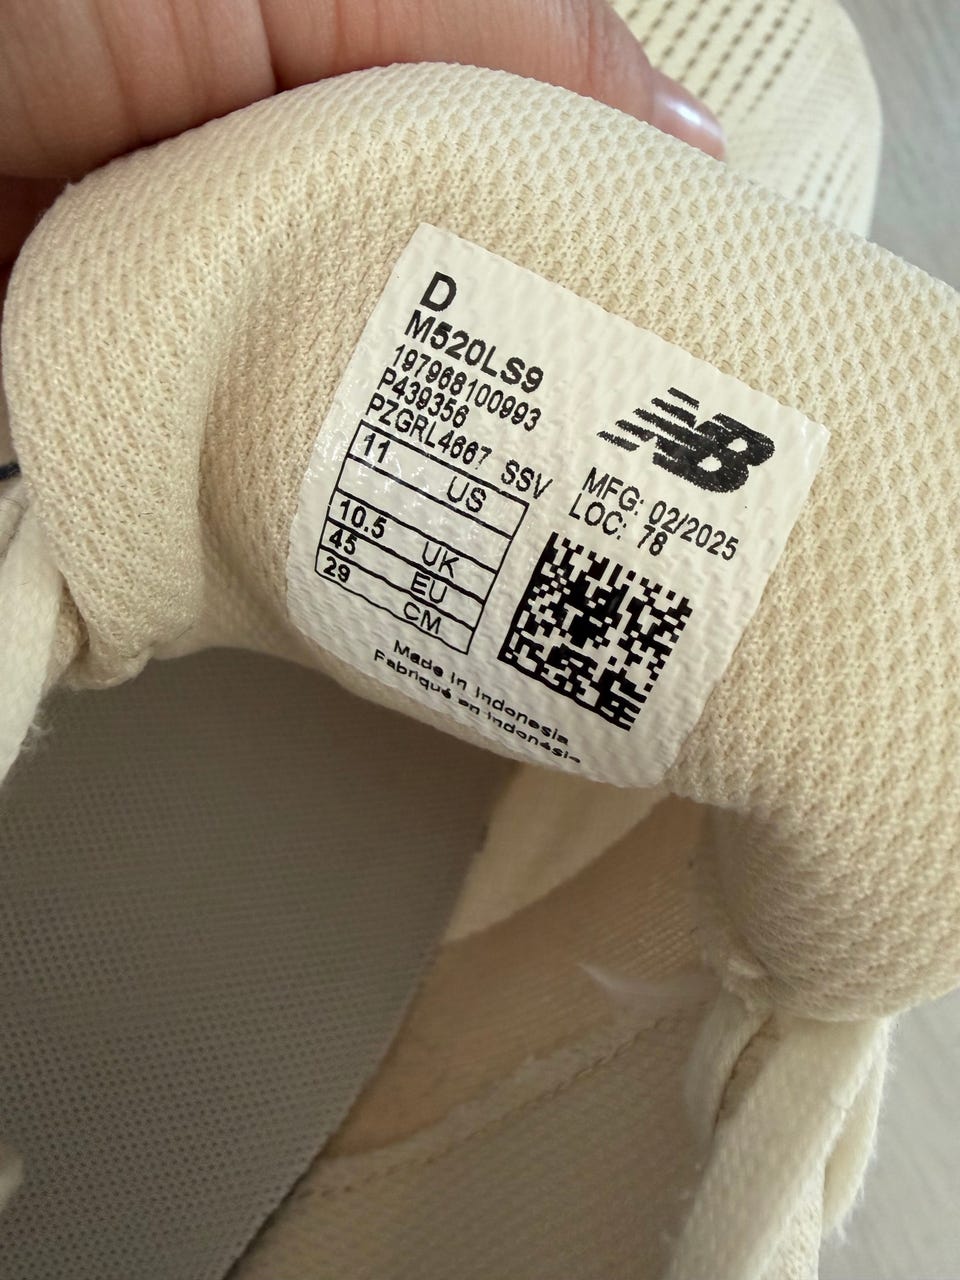 D
M520LS9
197968100993
P439356
PZGRL4667 SSV
11 US
10.5 UK
45 EU
29 CM
NB
MFG: 02/2025
LOC: 78
Made in Indonesia
Fabriqué en Indonésie